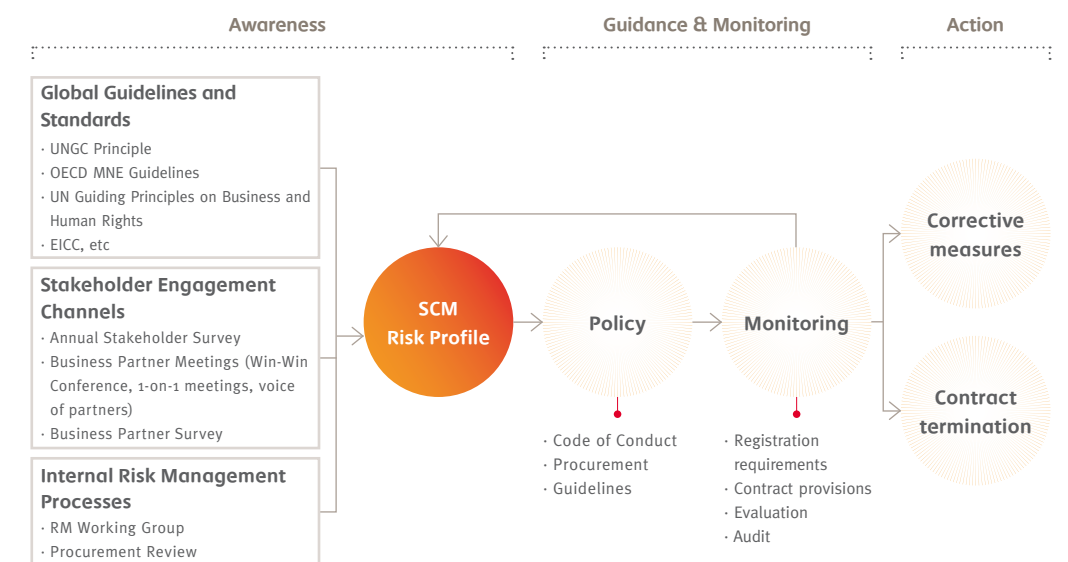 Awareness
Guidance & Monitoring
Action
Global Guidelines and
Standards
· UNGC Principle
· OECD MNE Guidelines
· UN Guiding Principles on Business and
Human Rights
· EICC, etc
Stakeholder Engagement
Channels
· Annual Stakeholder Survey
· Business Partner Meetings (Win-Win
Conference, 1-on-1 meetings, voice
of partners)
· Business Partner Survey
Internal Risk Management
Processes
· RM Working Group
· Procurement Review
SCM
Risk Profile
Policy
· Code of Conduct
· Procurement
· Guidelines
Monitoring
· Registration
requirements
· Contract provisions
· Evaluation
· Audit
Corrective
measures
Contract
termination